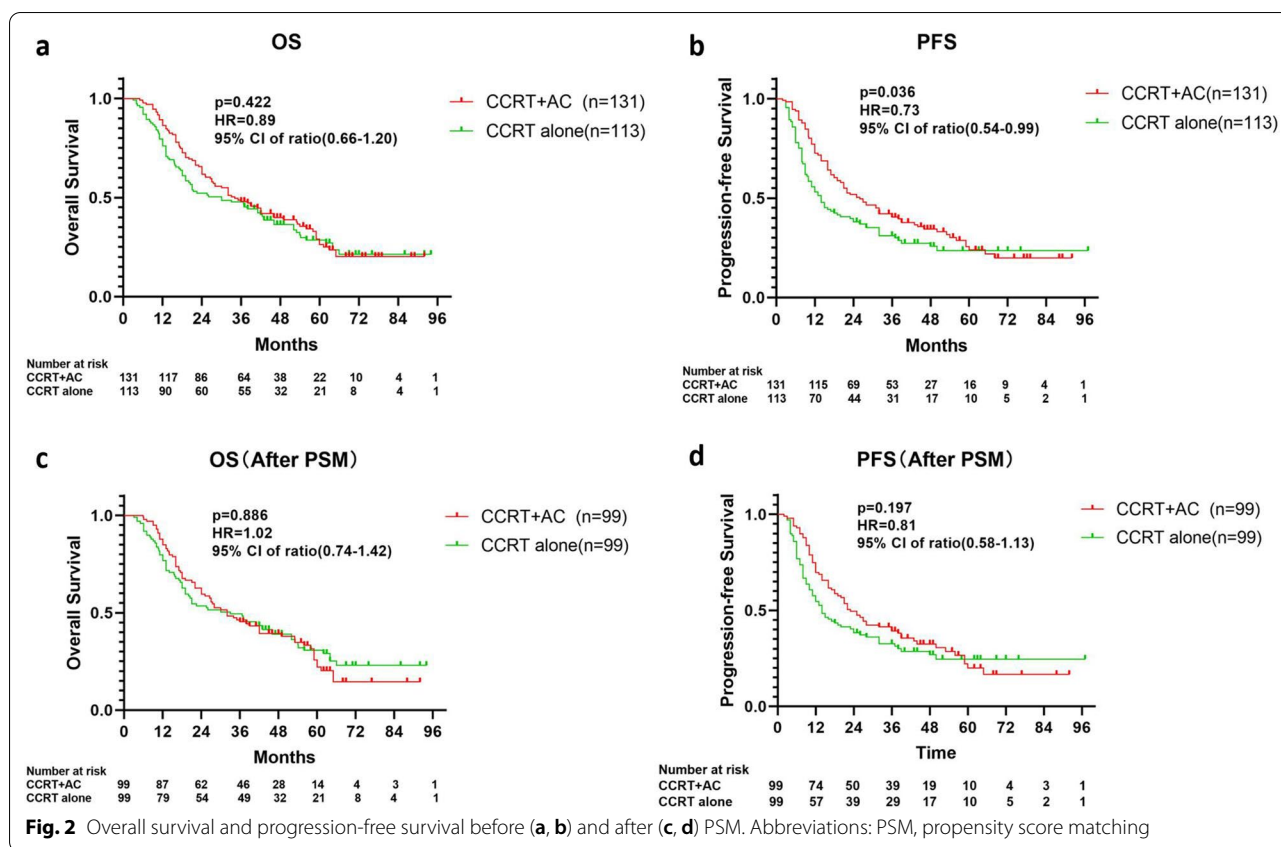 a
OS
p=0.422
HR=0.89
95% CI of ratio(0.66-1.20)
CCRT+AC (n=131)
CCRT alone(n=113)
Overall Survival
1.0
0.5
0.0
0 12 24 36 48 60 72 84 96
Months
Number at risk
CCRT+AC 131 117 86 64 38 22 10 4 1
CCRT alone 113 90 60 55 32 21 8 4 1
b
PFS
p=0.036
HR=0.73
95% CI of ratio(0.54-0.99)
CCRT+AC(n=131)
CCRT alone(n=113)
Progression-free Survival
1.0
0.5
0.0
0 12 24 36 48 60 72 84 96
Months
Number at risk
CCRT+AC 131 115 69 53 27 16 9 4 1
CCRT alone 113 70 44 31 17 10 5 2 1
c
OS（After PSM）
p=0.886
HR=1.02
95% CI of ratio(0.74-1.42)
CCRT+AC (n=99)
CCRT alone(n=99)
Overall Survival
1.0
0.5
0.0
0 12 24 36 48 60 72 84 96
Months
Number at risk
CCRT+AC 99 87 62 46 28 14 4 3 1
CCRT alone 99 79 54 49 32 21 8 4 1
d
PFS（After PSM）
p=0.197
HR=0.81
95% CI of ratio(0.58-1.13)
CCRT+AC (n=99)
CCRT alone(n=99)
Progression-free Survival
1.0
0.5
0.0
0 12 24 36 48 60 72 84 96
Time
Number at risk
CCRT+AC 99 74 50 39 19 10 4 3 1
CCRT alone 99 57 39 29 17 10 5 2 1
Fig. 2 Overall survival and progression-free survival before (a, b) and after (c, d) PSM. Abbreviations: PSM, propensity score matching